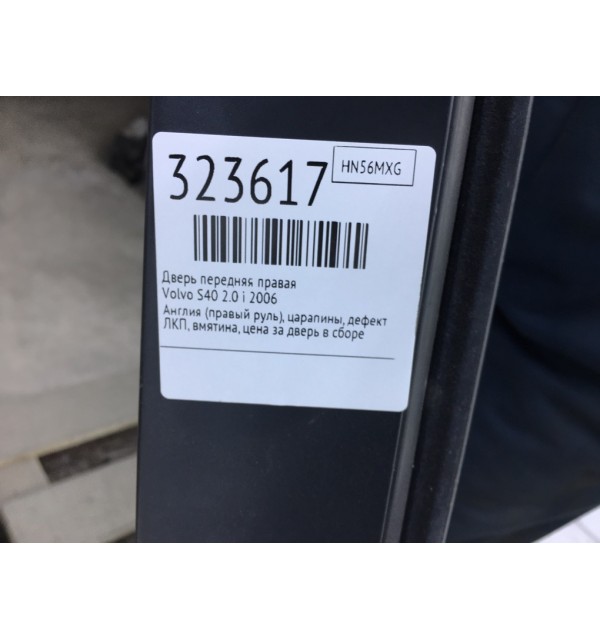 323617
HN56MXG
Дверь передняя правая
Volvo S40 2.0 i 2006
Англия (правый руль), царапины, дефект
ЛКП, вмятина, цена за дверь в сборе